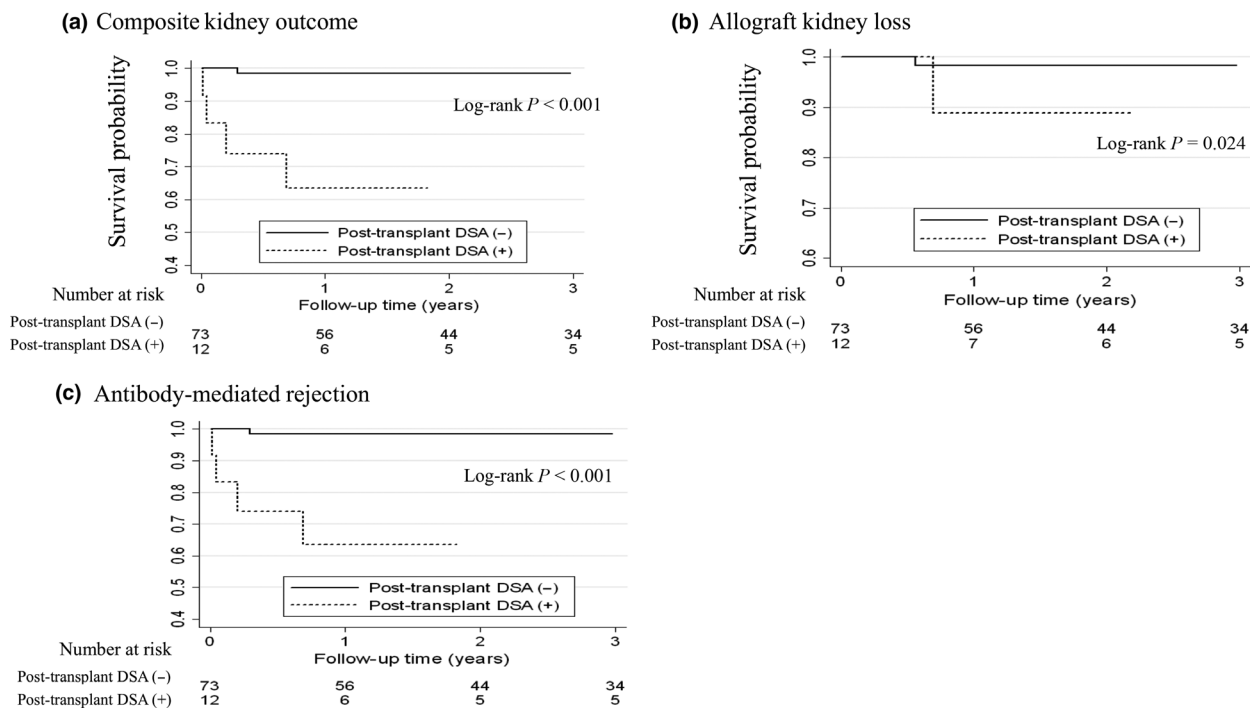 (a) Composite kidney outcome
Survival probability
1.0
0.9
0.8
0.7
0.6
0.5
0.4
Log-rank P < 0.001
Post-transplant DSA (−)
Post-transplant DSA (+)
0 1 2 3
Follow-up time (years)
Number at risk
Post-transplant DSA (−) 73 56 44 34
Post-transplant DSA (+) 12 6 5 5
(b) Allograft kidney loss
Survival probability
1.0
0.9
0.8
0.7
0.6
Log-rank P = 0.024
Post-transplant DSA (−)
Post-transplant DSA (+)
0 1 2 3
Follow-up time (years)
Number at risk
Post-transplant DSA (−) 73 56 44 34
Post-transplant DSA (+) 12 7 6 5
(c) Antibody-mediated rejection
1.0
0.9
0.8
0.7
0.6
0.5
0.4
Log-rank P < 0.001
Post-transplant DSA (−)
Post-transplant DSA (+)
0 1 2 3
Follow-up time (years)
Number at risk
Post-transplant DSA (−) 73 56 44 34
Post-transplant DSA (+) 12 6 5 5